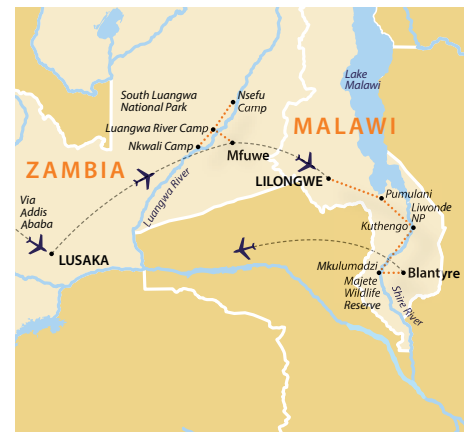 South Luangwa
National Park
Nsefu
Camp
Lake
Malawi
Luangwa River Camp
MALAWI
Nkwali Camp
Mfuwe
ZAMBIA
LILONGWE
Luangwa River
Pumulani
Via
Addis
Ababa
Liwonde
NP
Kuthengo
LUSAKA
Mkulumadzi
Blantyre
Majete
Wildlife
Reserve
Shire River